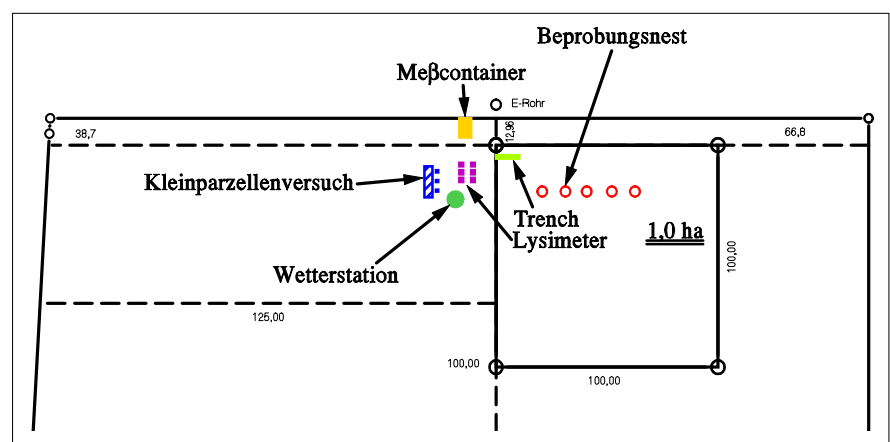 Beprobungsnest
Meβcontainer
E-Rohr
38,7
12,96
66,8
Kleinparzellenversuch
Trench
Lysimeter
1,0 ha
Wetterstation
100,00
125,00
100,00
100,00